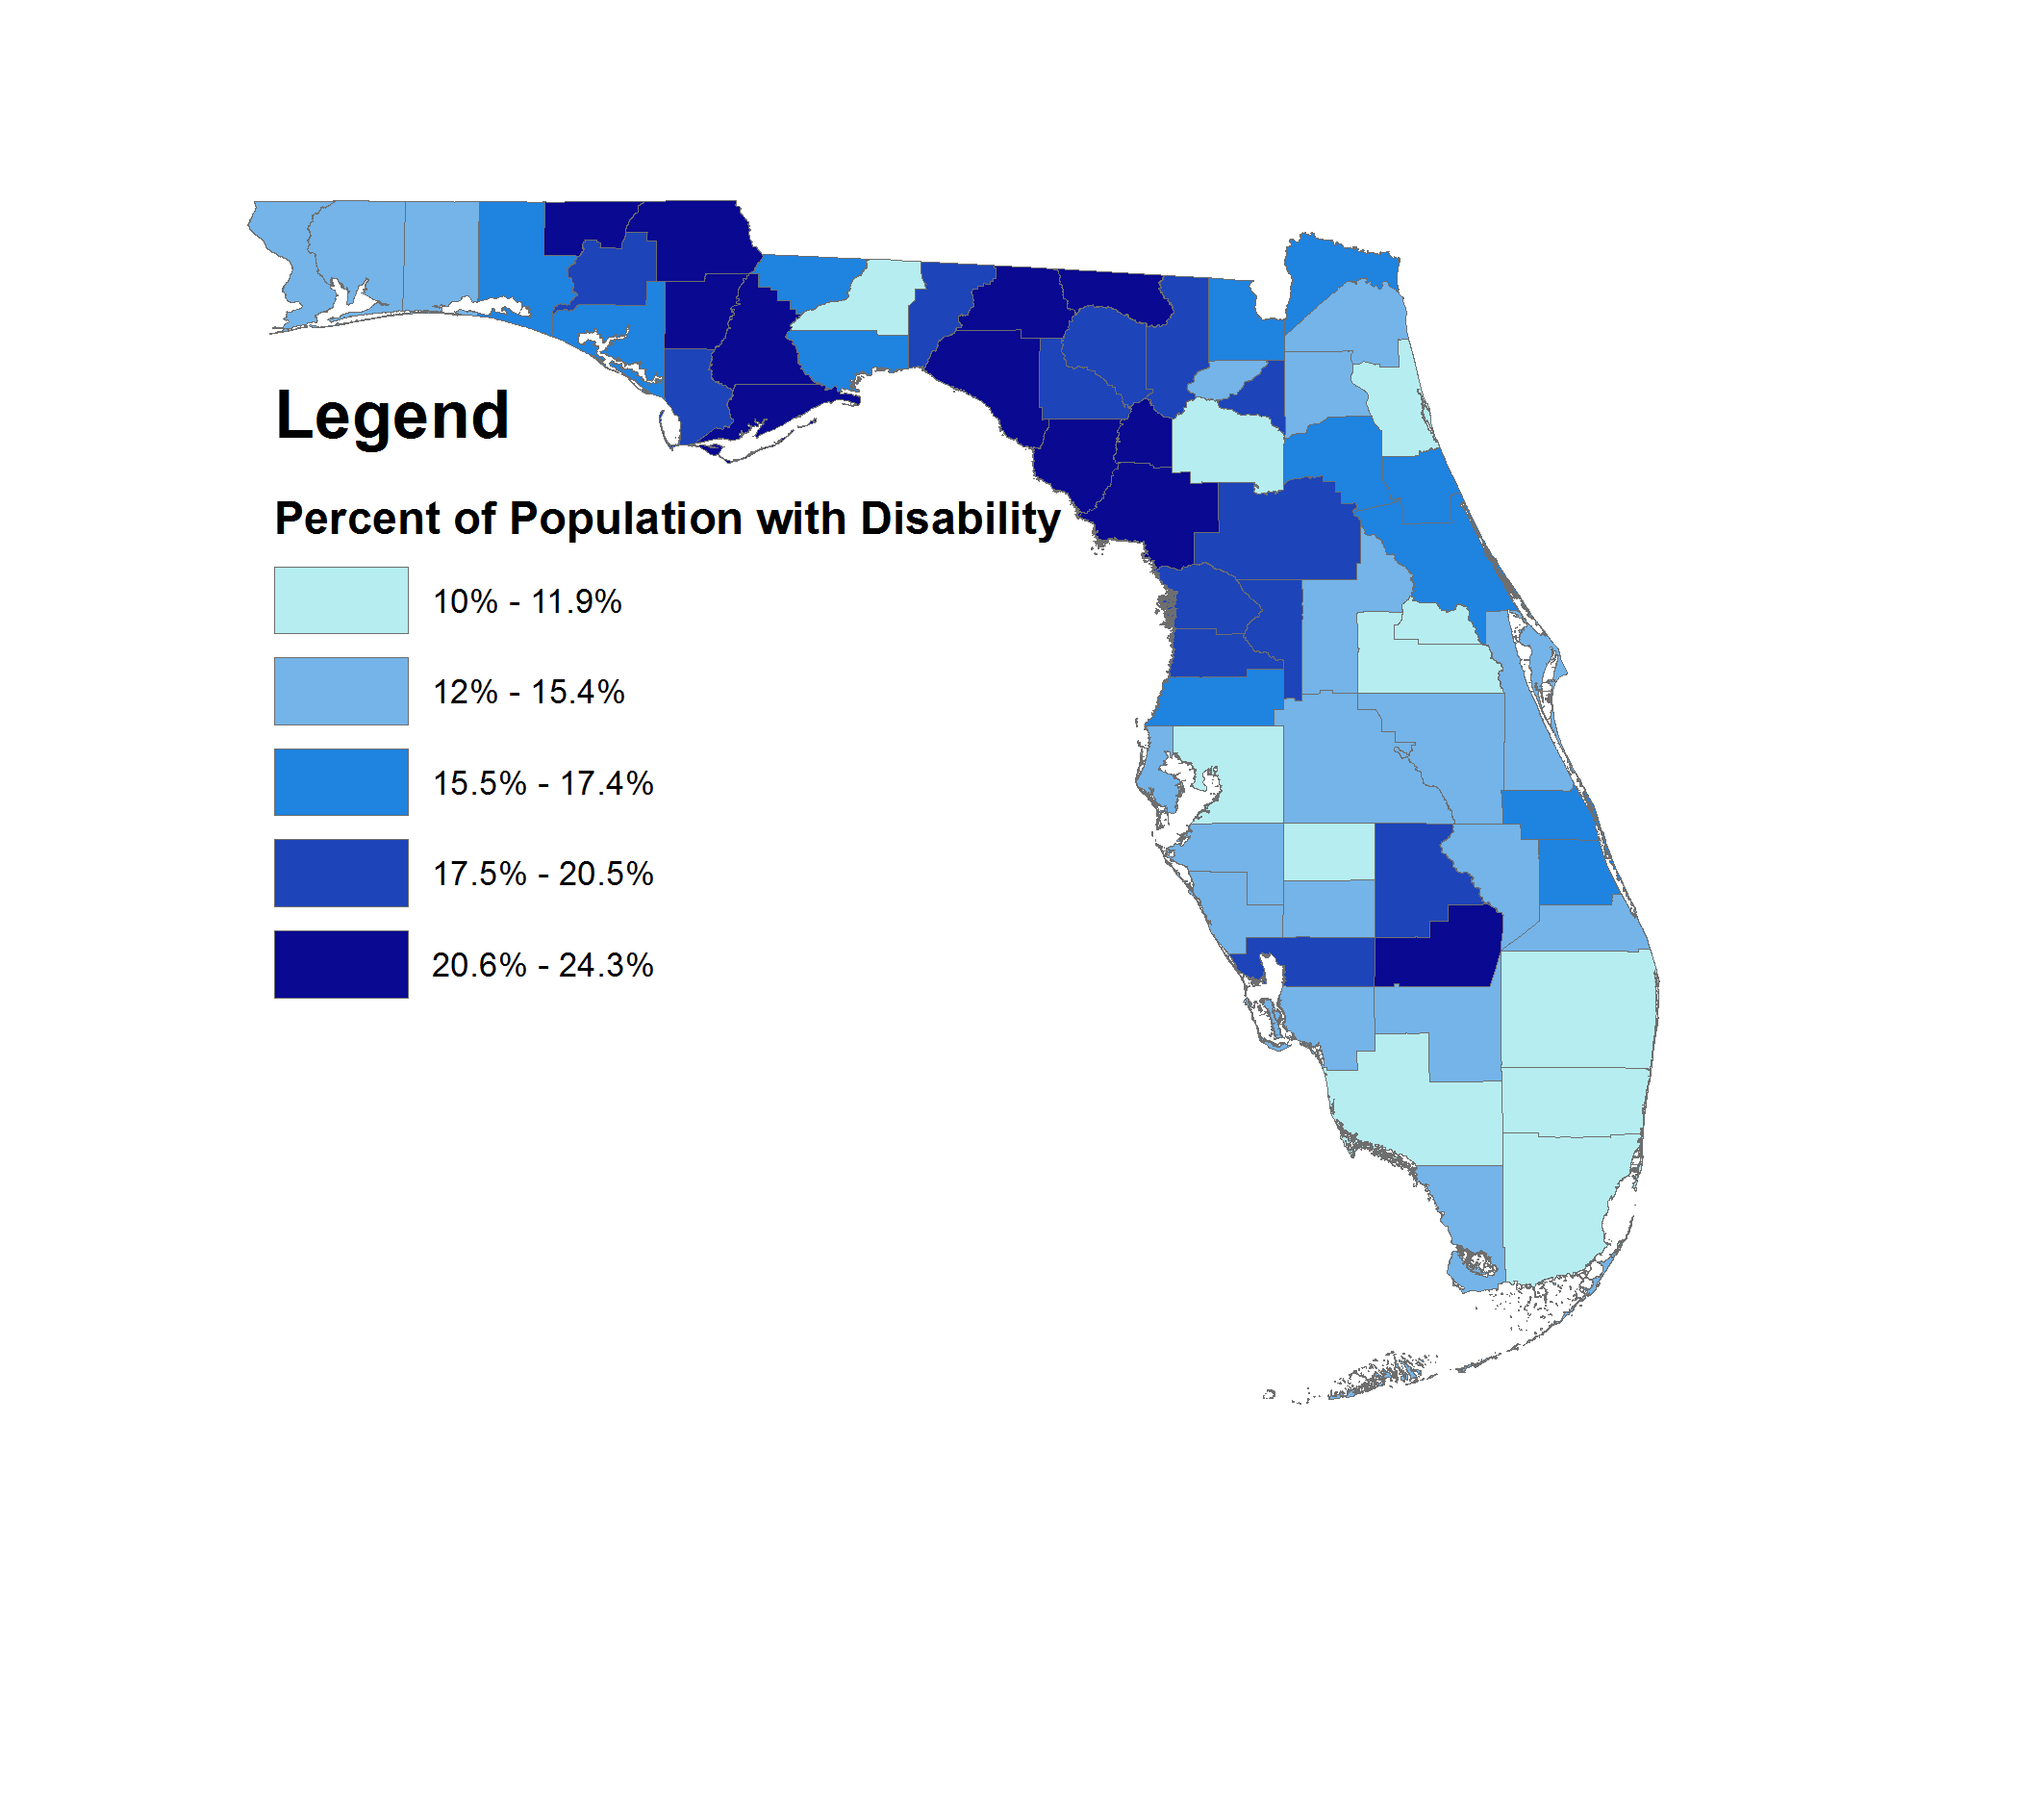 Legend
Percent of Population with Disability
10% - 11.9%
12% - 15.4%
15.5% - 17.4%
17.5% - 20.5%
20.6% - 24.3%